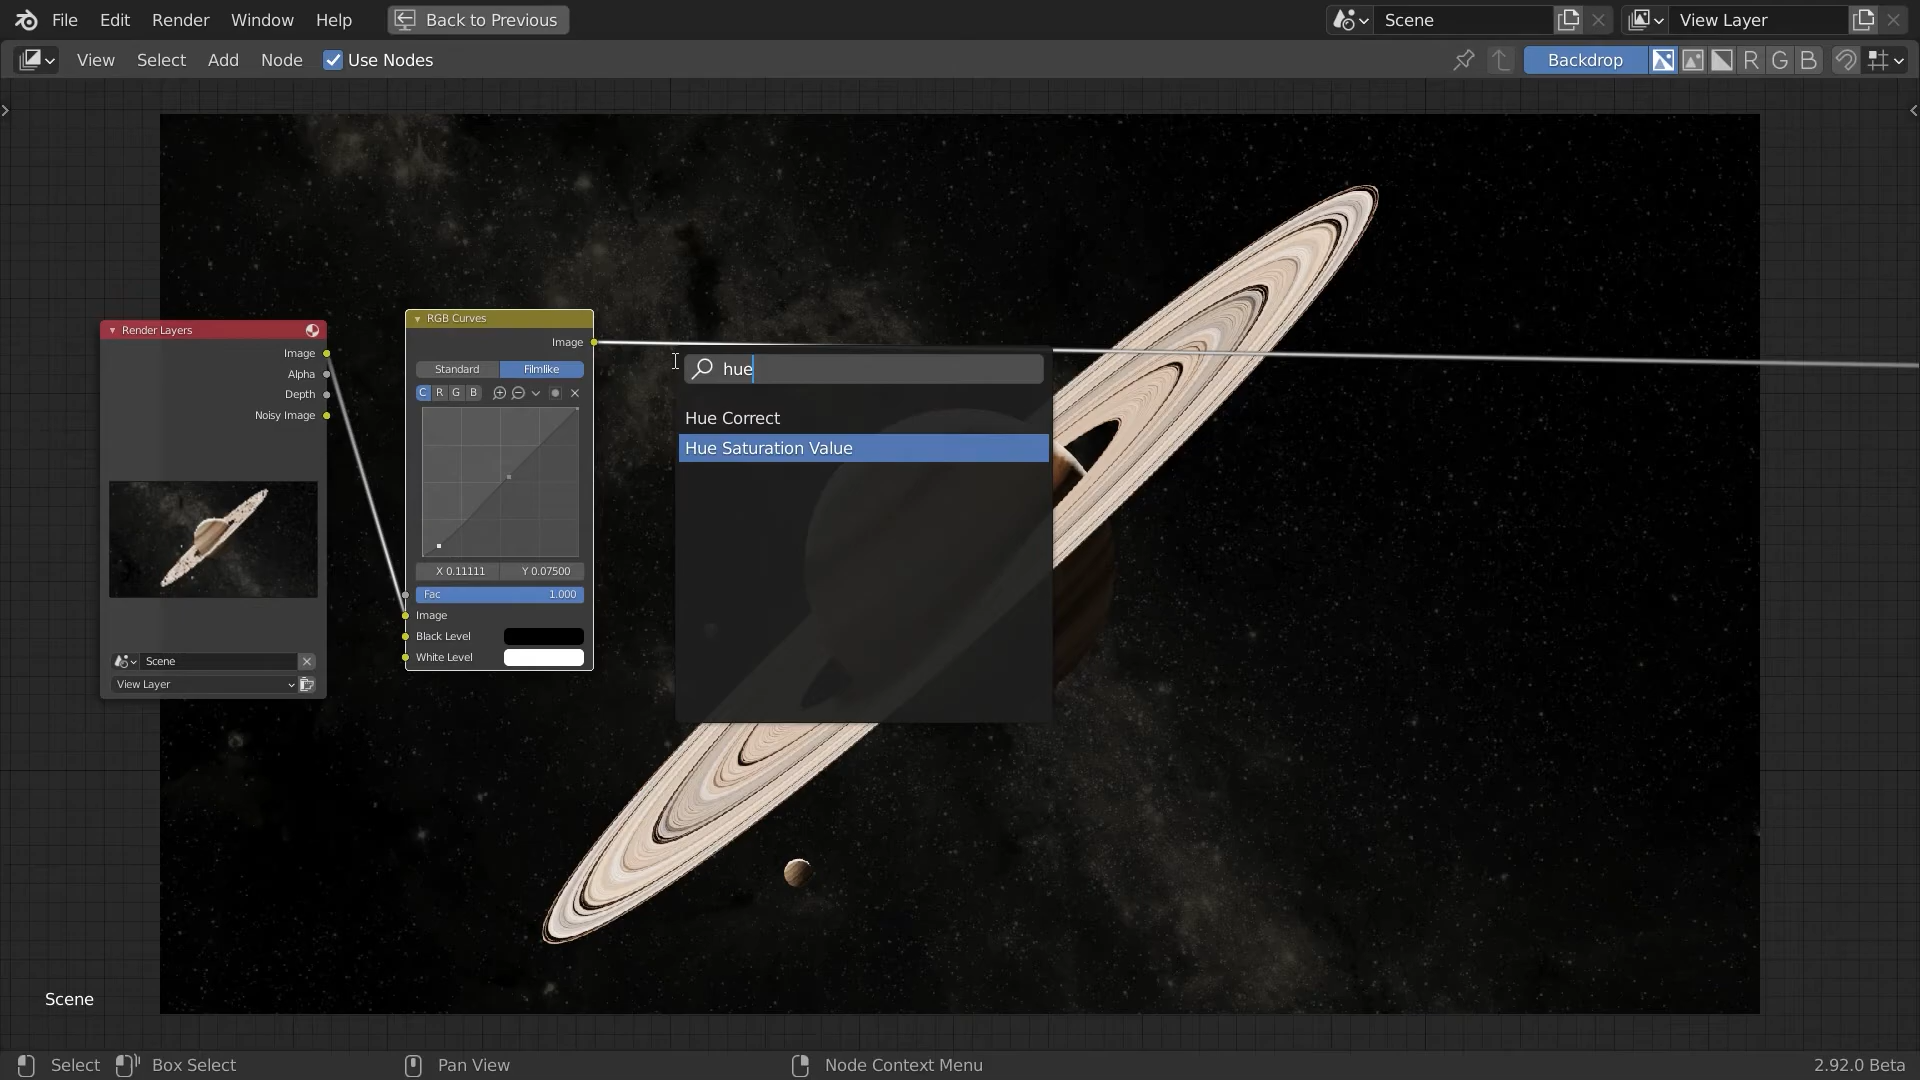 File Edit Render Window Help Back to Previous Scene View Layer
View Select Add Node Use Nodes Backdrop R G B
Render Layers
Image
Alpha
Depth
Noisy Image
Scene
View Layer
RGB Curves
Image
Standard Filmlike
C R G B
X 0.11111 Y 0.07500
Fac 1.000
Image
Black Level
White Level
hue
Hue Correct
Hue Saturation Value
Scene
Select Box Select Pan View Node Context Menu 2.92.0 Beta